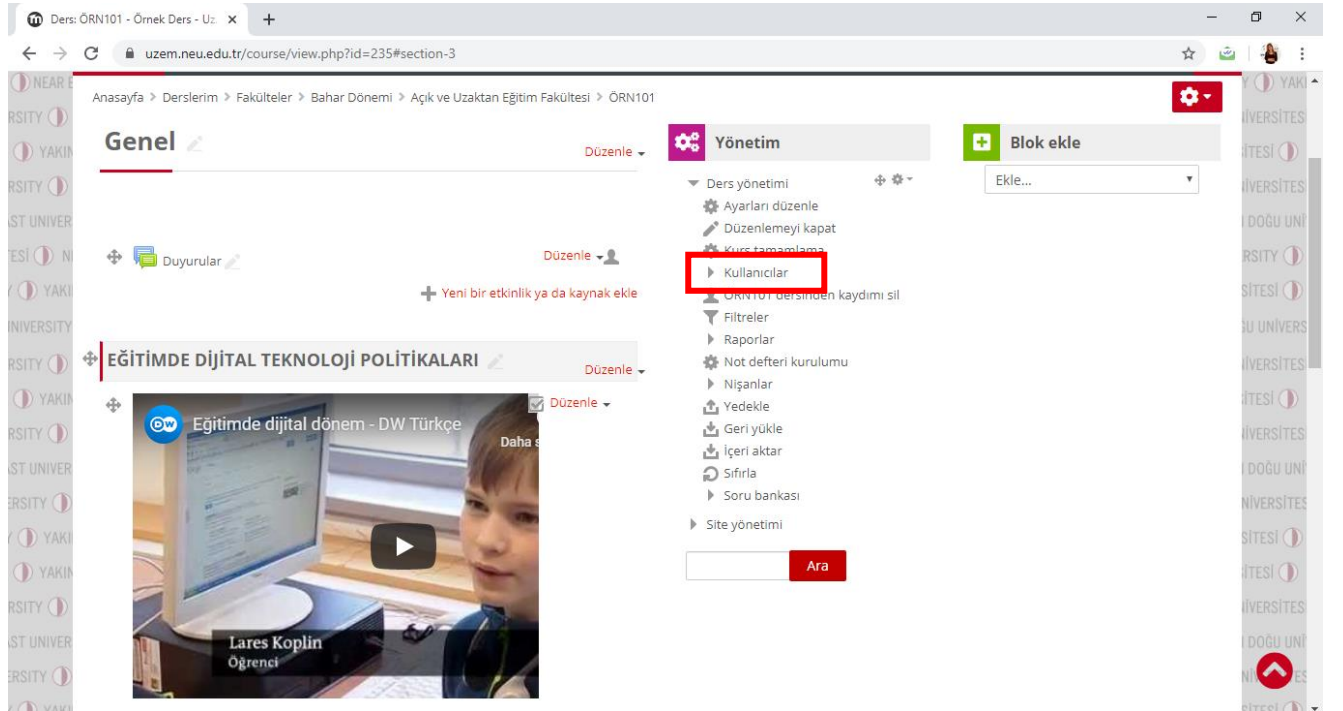 Ders: ÖRN101 - Örnek Ders - Uz
uzem.neu.edu.tr/course/view.php?id=235#section-3
Anasayfa > Derslerim > Fakülteler > Bahar Dönemi > Açık ve Uzaktan Eğitim Fakültesi > ÖRN101
Genel
Düzenle
Duyurular
Düzenle
Yeni bir etkinlik ya da kaynak ekle
EĞİTİMDE DİJİTAL TEKNOLOJİ POLİTİKALARI
Düzenle
Düzenle
Eğitimde dijital dönem - DW Türkçe
Daha s
Lares Koplin
Öğrenci
Yönetim
Ders yönetimi
Ayarları düzenle
Düzenlemeyi kapat
Kurs tamamlama
Kullanıcılar
ÖRN101 dersinden kaydımı sil
Filtreler
Raporlar
Not defteri kurulumu
Nişanlar
Yedekle
Geri yükle
İçeri aktar
Sıfırla
Soru bankası
Site yönetimi
Ara
Blok ekle
Ekle...